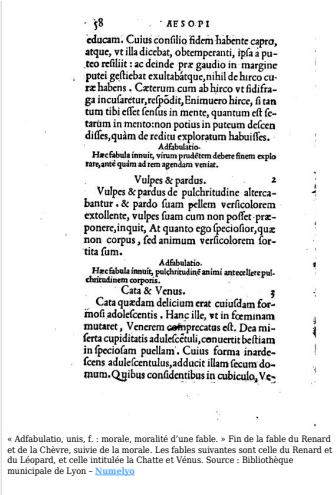 58 AESOPI
educam. Cuius consilio fidem habente capro,
atque, vt illa dicebat, obtemperanti, ipſa a pu-
teo reſiliit: ac deinde præ gaudio in margine
putei geſtiebat exultabátque, nihil de hirco cu-
ræ habens. Cæterum cum ab hirco vt fidifra-
ga incuſaretur, reſpõdit, Enimuero hirce, ſi tan
tum tibi eſſet ſenſus in mente, quantum eſt ſe-
tarum in mento: non potius in puteum deſcen
diſſes, quàm de reditu exploratum habuiſſes.
Adfabulatio.
Hæc fabula innuit, virum prudẽtem debere finem explo
rare, antè quàm ad rem agendam veniat.
Vulpes & pardus. 2
Vulpes & pardus de pulchritudine alterca-
bantur. & pardo ſuam pellem verſicolorem
extollente, vulpes ſuam cum non poſſet præ-
ponere, inquit, At quanto ego ſpecioſior, quæ
non corpus, ſed animum verſicolorem ſor-
tita ſum.
Adfabulatio.
Hæc fabula innuit, pulchritudinẽ animi antecellere pul-
chritudinem corporis.
Cata & Venus. 3
Cata quædam delicium erat cuiuſdam for-
moſi adoleſcentis. Hanc ille, vt in fœminam
mutaret, Venerem comprecatus eſt. Dea mi-
ſerta cupiditatis aduleſcẽtuli, conuertit beſtiam
in ſpecioſam puellam. Cuius forma inarde-
ſcens aduleſcentulus, adducit illam ſecum do-
mum. Quibus conſidentibus in cubiculo, Ve-
« Adfabulatio, unis, f. : morale, moralité d’une fable. » Fin de la fable du Renard
et de la Chèvre, suivie de la morale. Les fables suivantes sont celle du Renard et
du Léopard, et celle intitulée la Chatte et Vénus. Source : Bibliothèque
municipale de Lyon – Numelyo